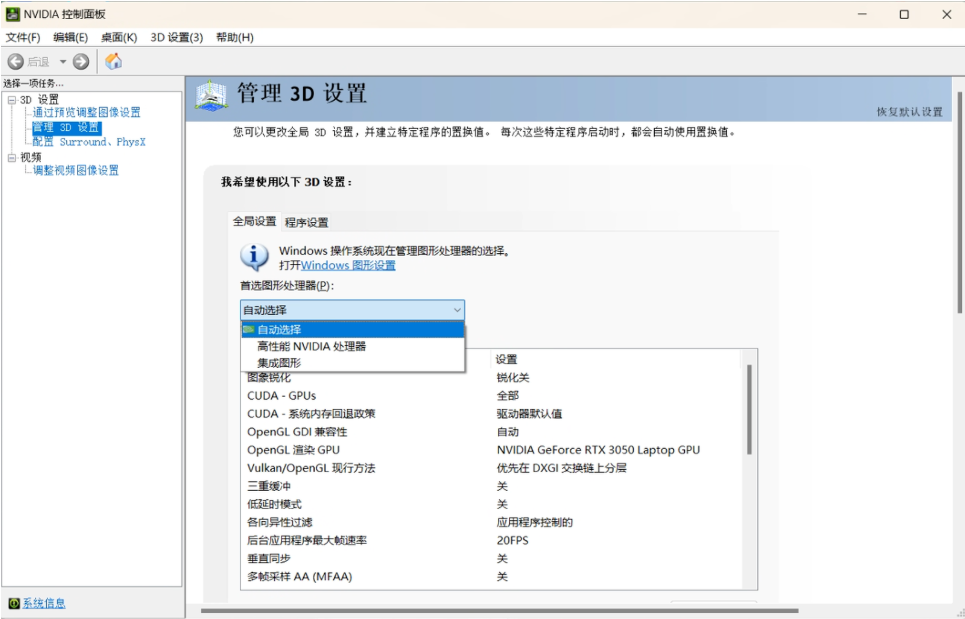 NVIDIA 控制面板
文件(F) 编辑(E) 桌面(K) 3D 设置(3) 帮助(H)
后退
选择一项任务...
3D 设置
通过预览调整图像设置
管理 3D 设置
配置 Surround、PhysX
视频
调整视频图像设置
系统信息
管理 3D 设置
恢复默认设置
您可以更改全局 3D 设置，并建立特定程序的置换值。 每次这些特定程序启动时，都会自动使用置换值。
我希望使用以下 3D 设置：
全局设置 程序设置
Windows 操作系统现在管理图形处理器的选择。
打开Windows 图形设置
首选图形处理器(P):
自动选择
自动选择
高性能 NVIDIA 处理器
集成图形
设置
图象锐化 锐化关
CUDA - GPUs 全部
CUDA - 系统内存回退政策 驱动器默认值
OpenGL GDI 兼容性 自动
OpenGL 渲染 GPU NVIDIA GeForce RTX 3050 Laptop GPU
Vulkan/OpenGL 现行方法 优先在 DXGI 交换链上分层
三重缓冲 关
低延时模式 关
各向异性过滤 应用程序控制的
后台应用程序最大帧速率 20FPS
垂直同步 关
多帧采样 AA (MFAA) 关